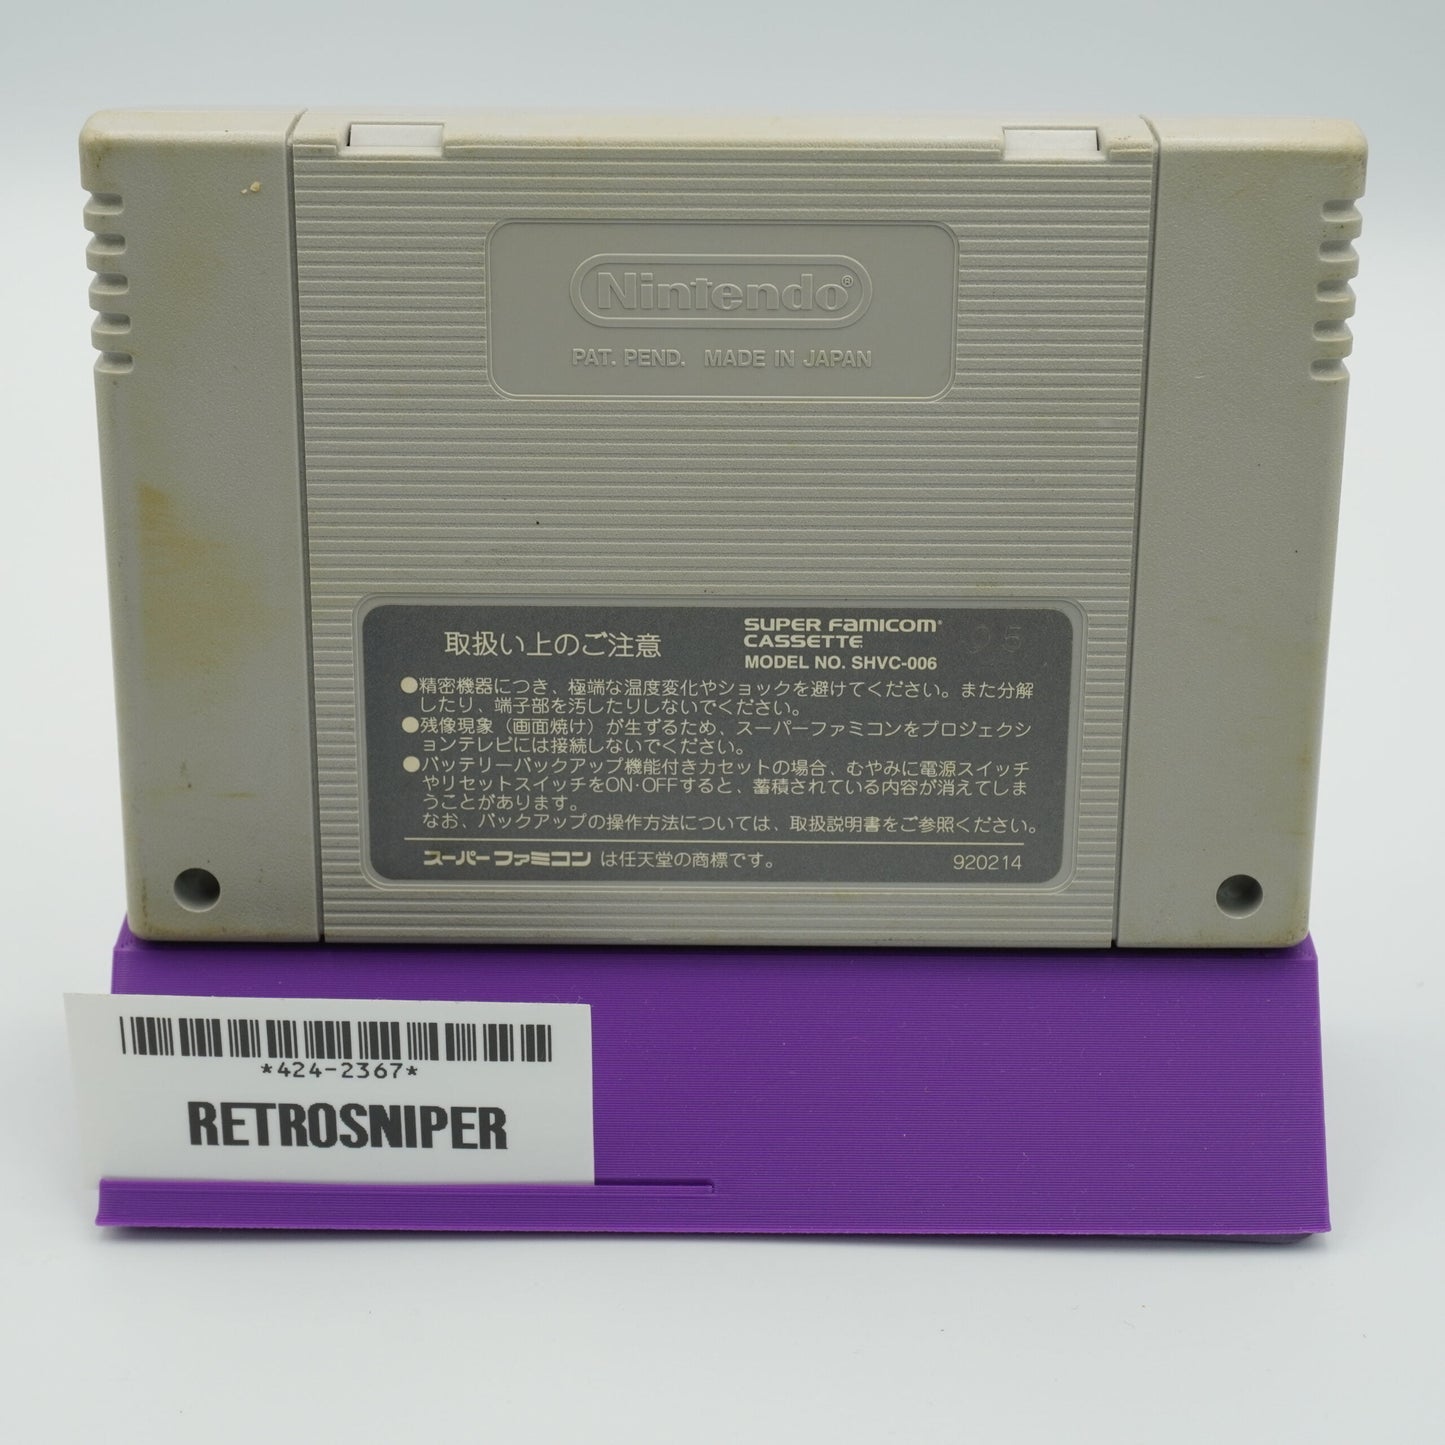 Nintendo®
PAT. PEND. MADE IN JAPAN
取扱い上のご注意
SUPER FAMICOM®
CASSETTE
MODEL NO. SHVC-006
05
●精密機器につき、極端な温度変化やショックを避けてください。また分解
したり、端子部を汚したりしないでください。
●残像現象（画面焼け）が生ずるため、スーパーファミコンをプロジェクシ
ョンテレビには接続しないでください。
●バッテリーバックアップ機能付きカセットの場合、むやみに電源スイッチ
やリセットスイッチをON·OFFすると、蓄積されている内容が消えてしま
うことがあります。
なお、バックアップの操作方法については、取扱説明書をご参照ください。
スーパーファミコンは任天堂の商標です。
920214
*424-2367*
RETROSNIPER